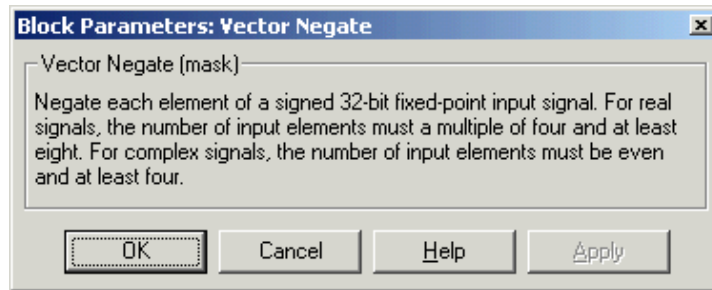 Block Parameters: Vector Negate
Vector Negate (mask)
Negate each element of a signed 32-bit fixed-point input signal. For real
signals, the number of input elements must a multiple of four and at least
eight. For complex signals, the number of input elements must be even
and at least four.
OK Cancel Help Apply